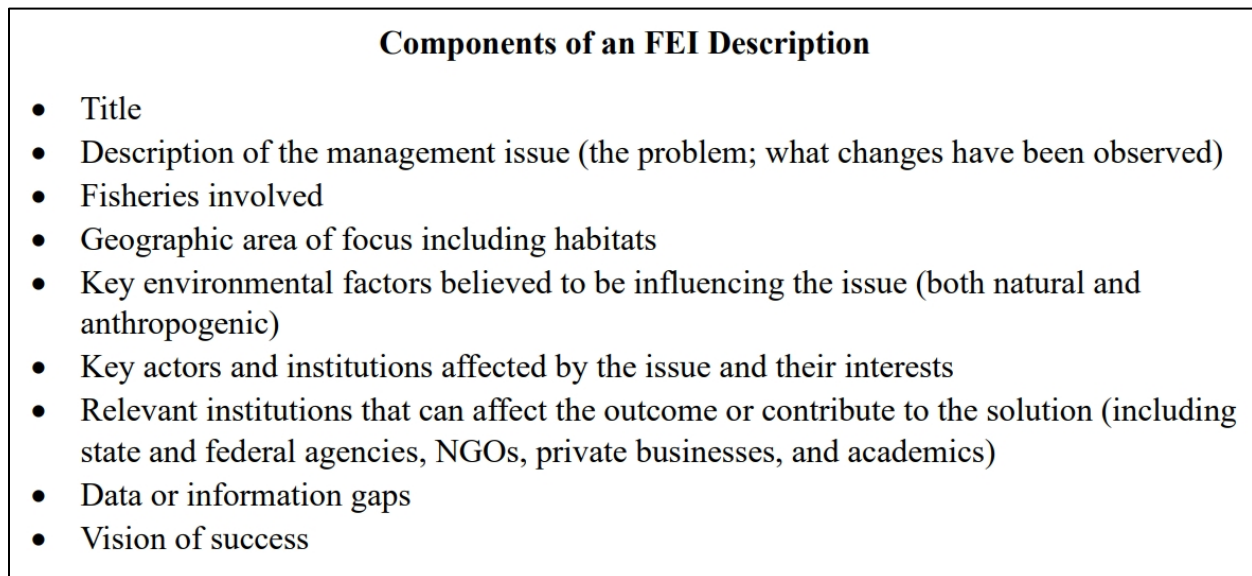 Components of an FEI Description
• Title
• Description of the management issue (the problem; what changes have been observed)
• Fisheries involved
• Geographic area of focus including habitats
• Key environmental factors believed to be influencing the issue (both natural and
anthropogenic)
• Key actors and institutions affected by the issue and their interests
• Relevant institutions that can affect the outcome or contribute to the solution (including
state and federal agencies, NGOs, private businesses, and academics)
• Data or information gaps
• Vision of success